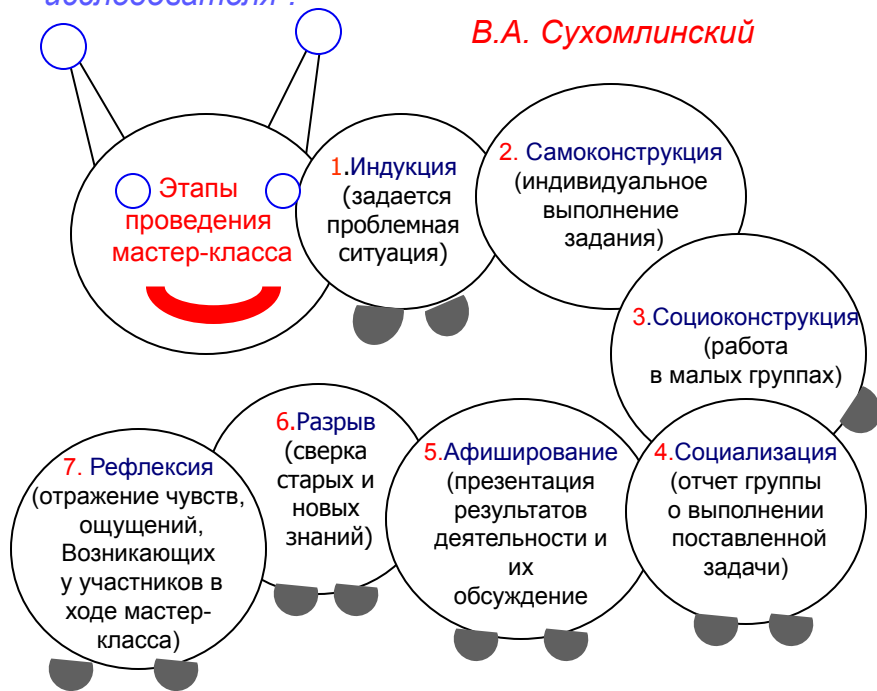 исследователя".
В.А. Сухомлинский
Этапы
проведения
мастер-класса
1.Индукция
(задается
проблемная
ситуация)
2. Самоконструкция
(индивидуальное
выполнение
задания)
3.Социоконструкция
(работа
в малых группах)
4.Социализация
(отчет группы
о выполнении
поставленной
задачи)
5.Афиширование
(презентация
результатов
деятельности и
их
обсуждение
6.Разрыв
(сверка
старых и
новых
знаний)
7. Рефлексия
(отражение чувств,
ощущений,
Возникающих
у участников в
ходе мастер-
класса)